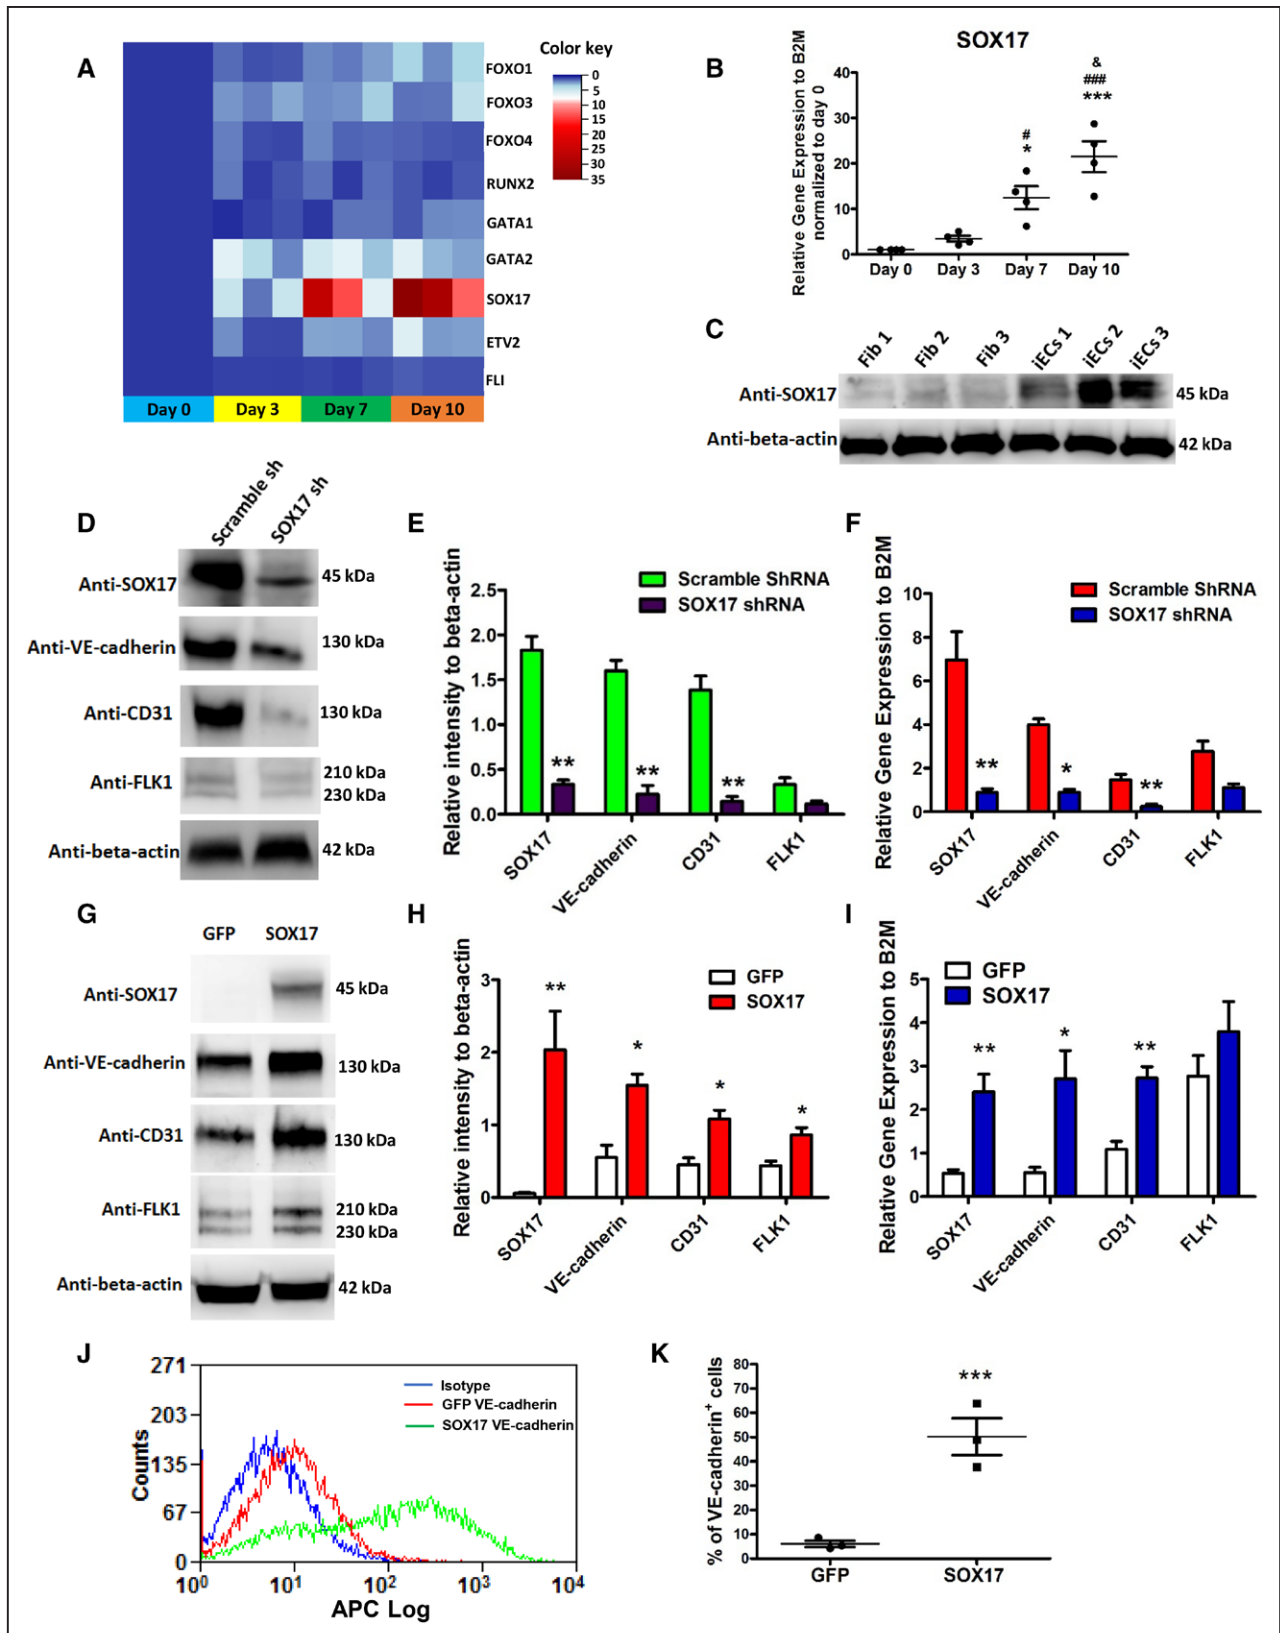 A
Color key
0
5
10
15
20
25
30
35
FOXO1
FOXO3
FOXO4
RUNX2
GATA1
GATA2
SOX17
ETV2
FLI
Day 0 Day 3 Day 7 Day 10
B
SOX17
Relative Gene Expression to B2M
normalized to day 0
40
30
20
10
0
#
*
&
###
***
Day 0 Day 3 Day 7 Day 10
C
Fib 1 Fib 2 Fib 3 iECs 1 iECs 2 iECs 3
Anti-SOX17 45 kDa
Anti-beta-actin 42 kDa
D
Scramble sh SOX17 sh
Anti-SOX17 45 kDa
Anti-VE-cadherin 130 kDa
Anti-CD31 130 kDa
Anti-FLK1 210 kDa
230 kDa
Anti-beta-actin 42 kDa
E
Relative intensity to beta-actin
Scramble ShRNA
SOX17 shRNA
2.5
2.0
1.5
1.0
0.5
0.0
** ** **
SOX17 VE-cadherin CD31 FLK1
F
Relative Gene Expression to B2M
Scramble ShRNA
SOX17 shRNA
10
8
6
4
2
0
** * **
SOX17 VE-cadherin CD31 FLK1
G
GFP SOX17
Anti-SOX17 45 kDa
Anti-VE-cadherin 130 kDa
Anti-CD31 130 kDa
Anti-FLK1 210 kDa
230 kDa
Anti-beta-actin 42 kDa
H
Relative intensity to beta-actin
GFP
SOX17
3
2
1
0
** * * *
SOX17 VE-cadherin CD31 FLK1
I
Relative Gene Expression to B2M
GFP
SOX17
5
4
3
2
1
0
** * **
SOX17 VE-cadherin CD31 FLK1
J
Counts
271
203
135
67
0
Isotype
GFP VE-cadherin
SOX17 VE-cadherin
10⁰ 10¹ 10² 10³ 10⁴
APC Log
K
% of VE-cadherin⁺ cells
80
70
60
50
40
30
20
10
0
***
GFP SOX17